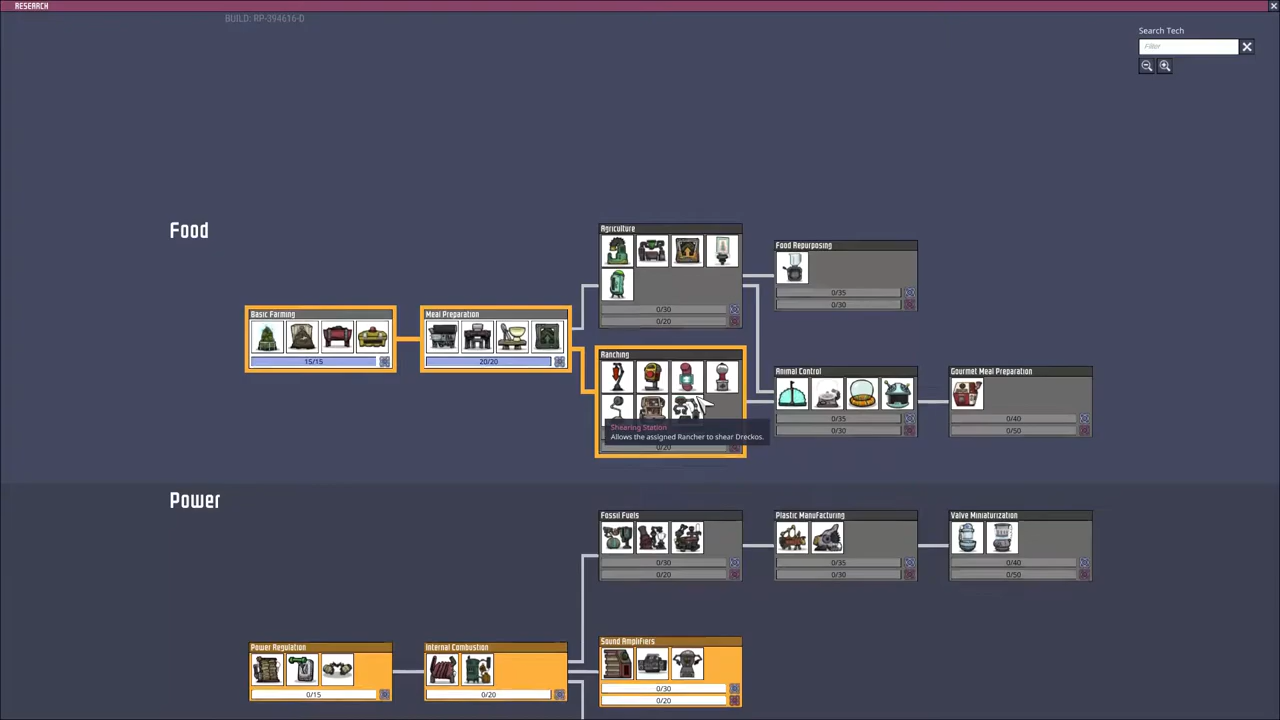 RESEARCH
BUILD: RP-394616-D
Search Tech
Filter
Food
Agriculture
0/30
0/20
Food Repurposing
0/35
0/30
Basic Farming
15/15
Meal Preparation
20/20
Ranching
Shearing Station
Allows the assigned Rancher to shear Dreckos.
0/20
Animal Control
0/35
0/30
Gourmet Meal Preparation
0/40
0/50
Power
Fossil Fuels
0/30
0/20
Plastic Manufacturing
0/35
0/30
Valve Miniaturization
0/40
0/50
Power Regulation
0/15
Internal Combustion
0/20
Sound Amplifiers
0/30
0/20